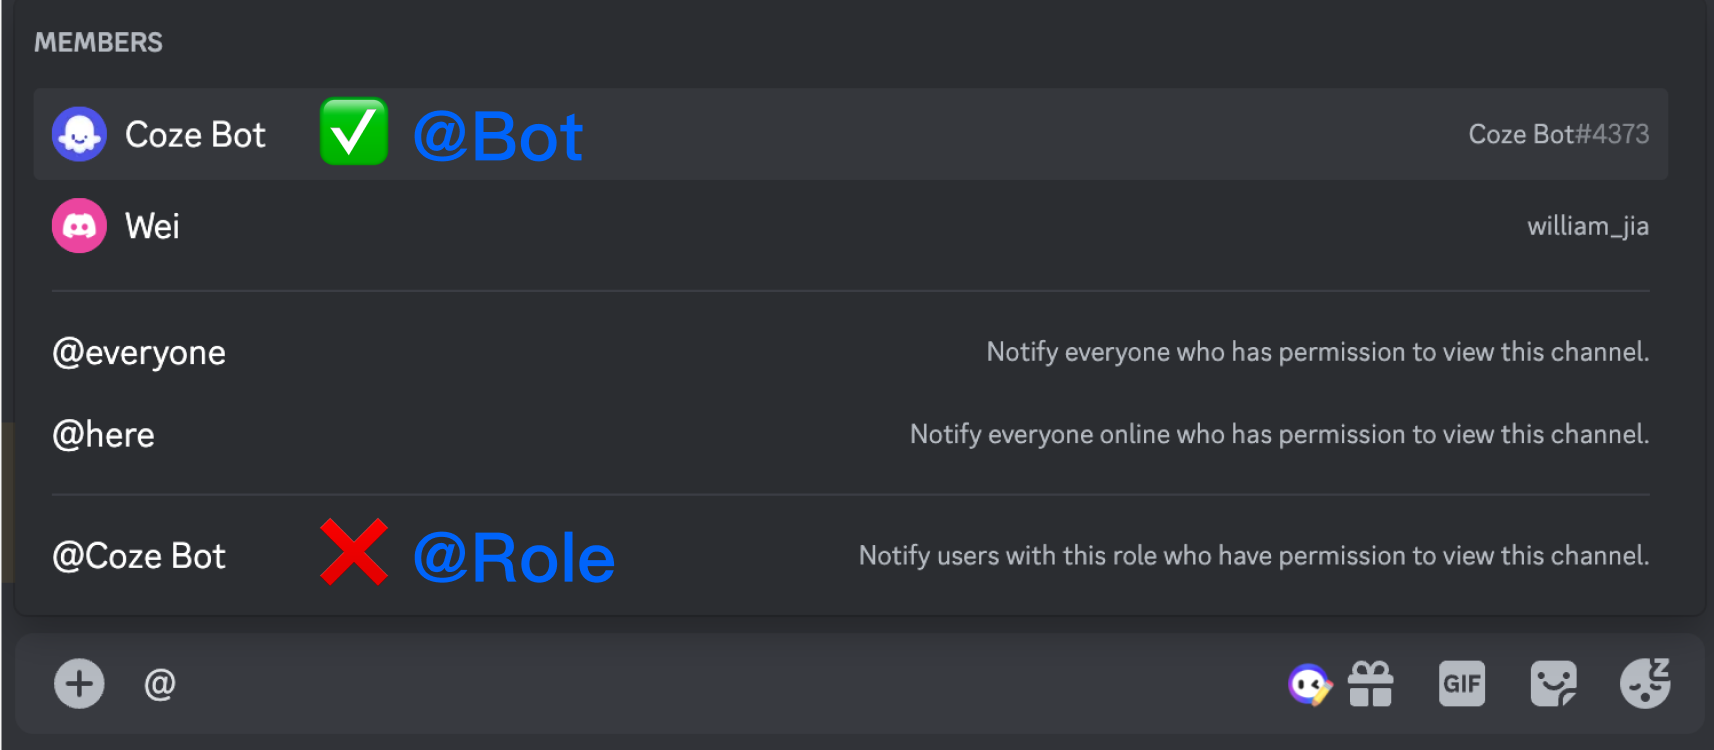 MEMBERS
Coze Bot ✅ @Bot Coze Bot#4373
Wei william_jia
@everyone Notify everyone who has permission to view this channel.
@here Notify everyone online who has permission to view this channel.
@Coze Bot ❌ @Role Notify users with this role who have permission to view this channel.
@ GIF